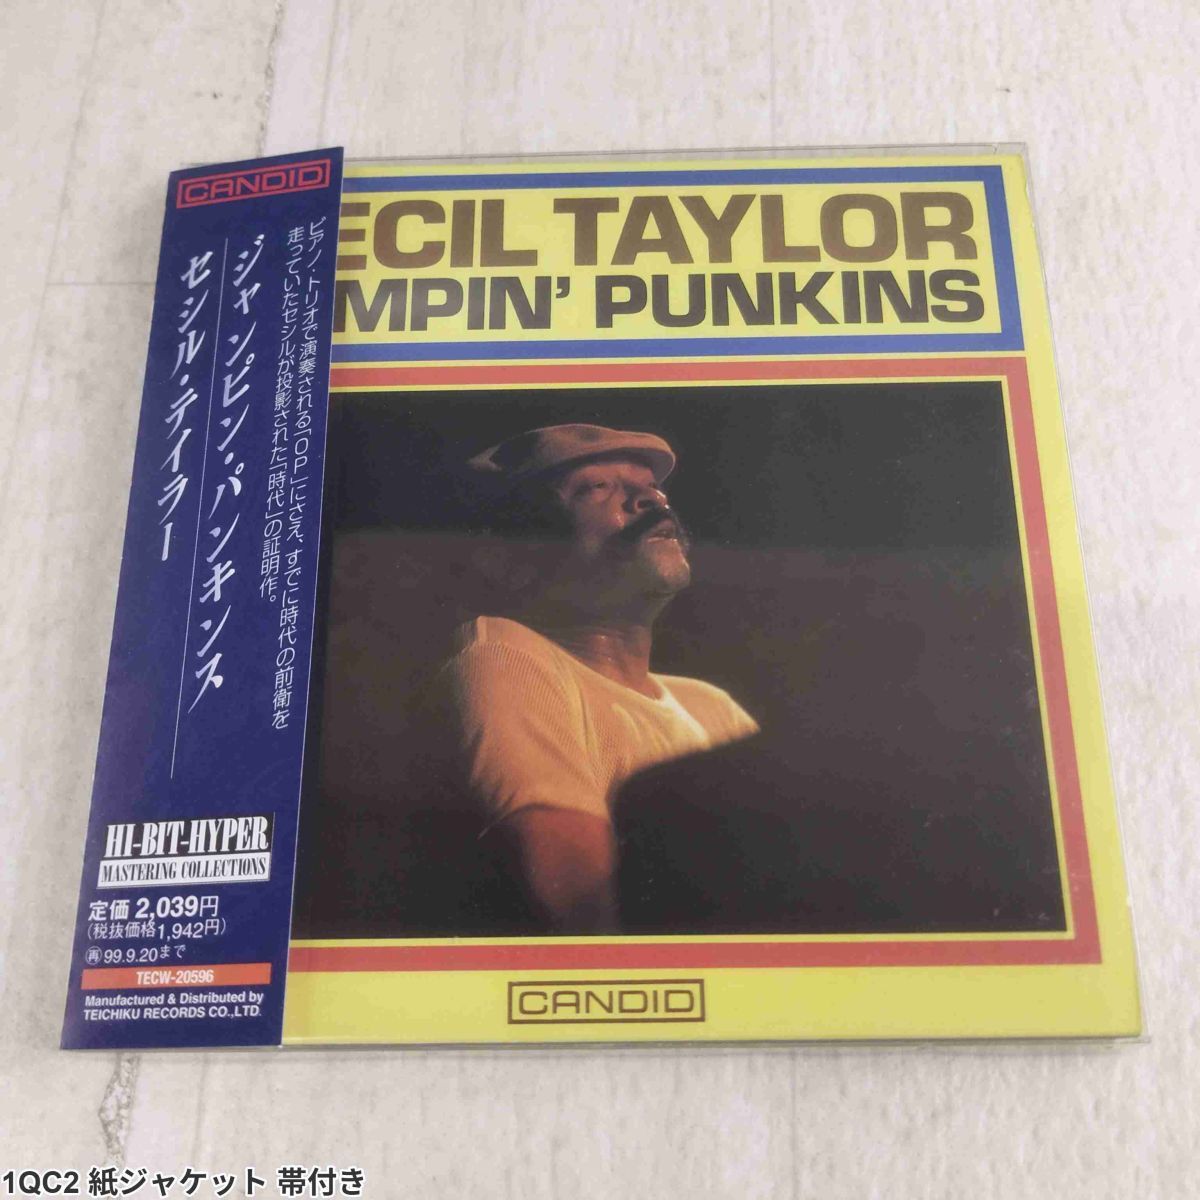 CANDID
ジャンピン・パンキンス
セシル・テイラー
ピアノ・トリオで演奏される「OP」にさえ、すでに時代の前衛を
走っていたセシルが投影された「時代」の証明作。
HI-BIT-HYPER
MASTERING COLLECTIONS
定価 2,039円
(税抜価格1,942円)
再 99.9.20まで
TECW-20596
Manufactured & Distributed by
TEICHIKU RECORDS CO.,LTD.
ECIL TAYLOR
MPIN' PUNKINS
CANDID
1QC2 紙ジャケット 帯付き